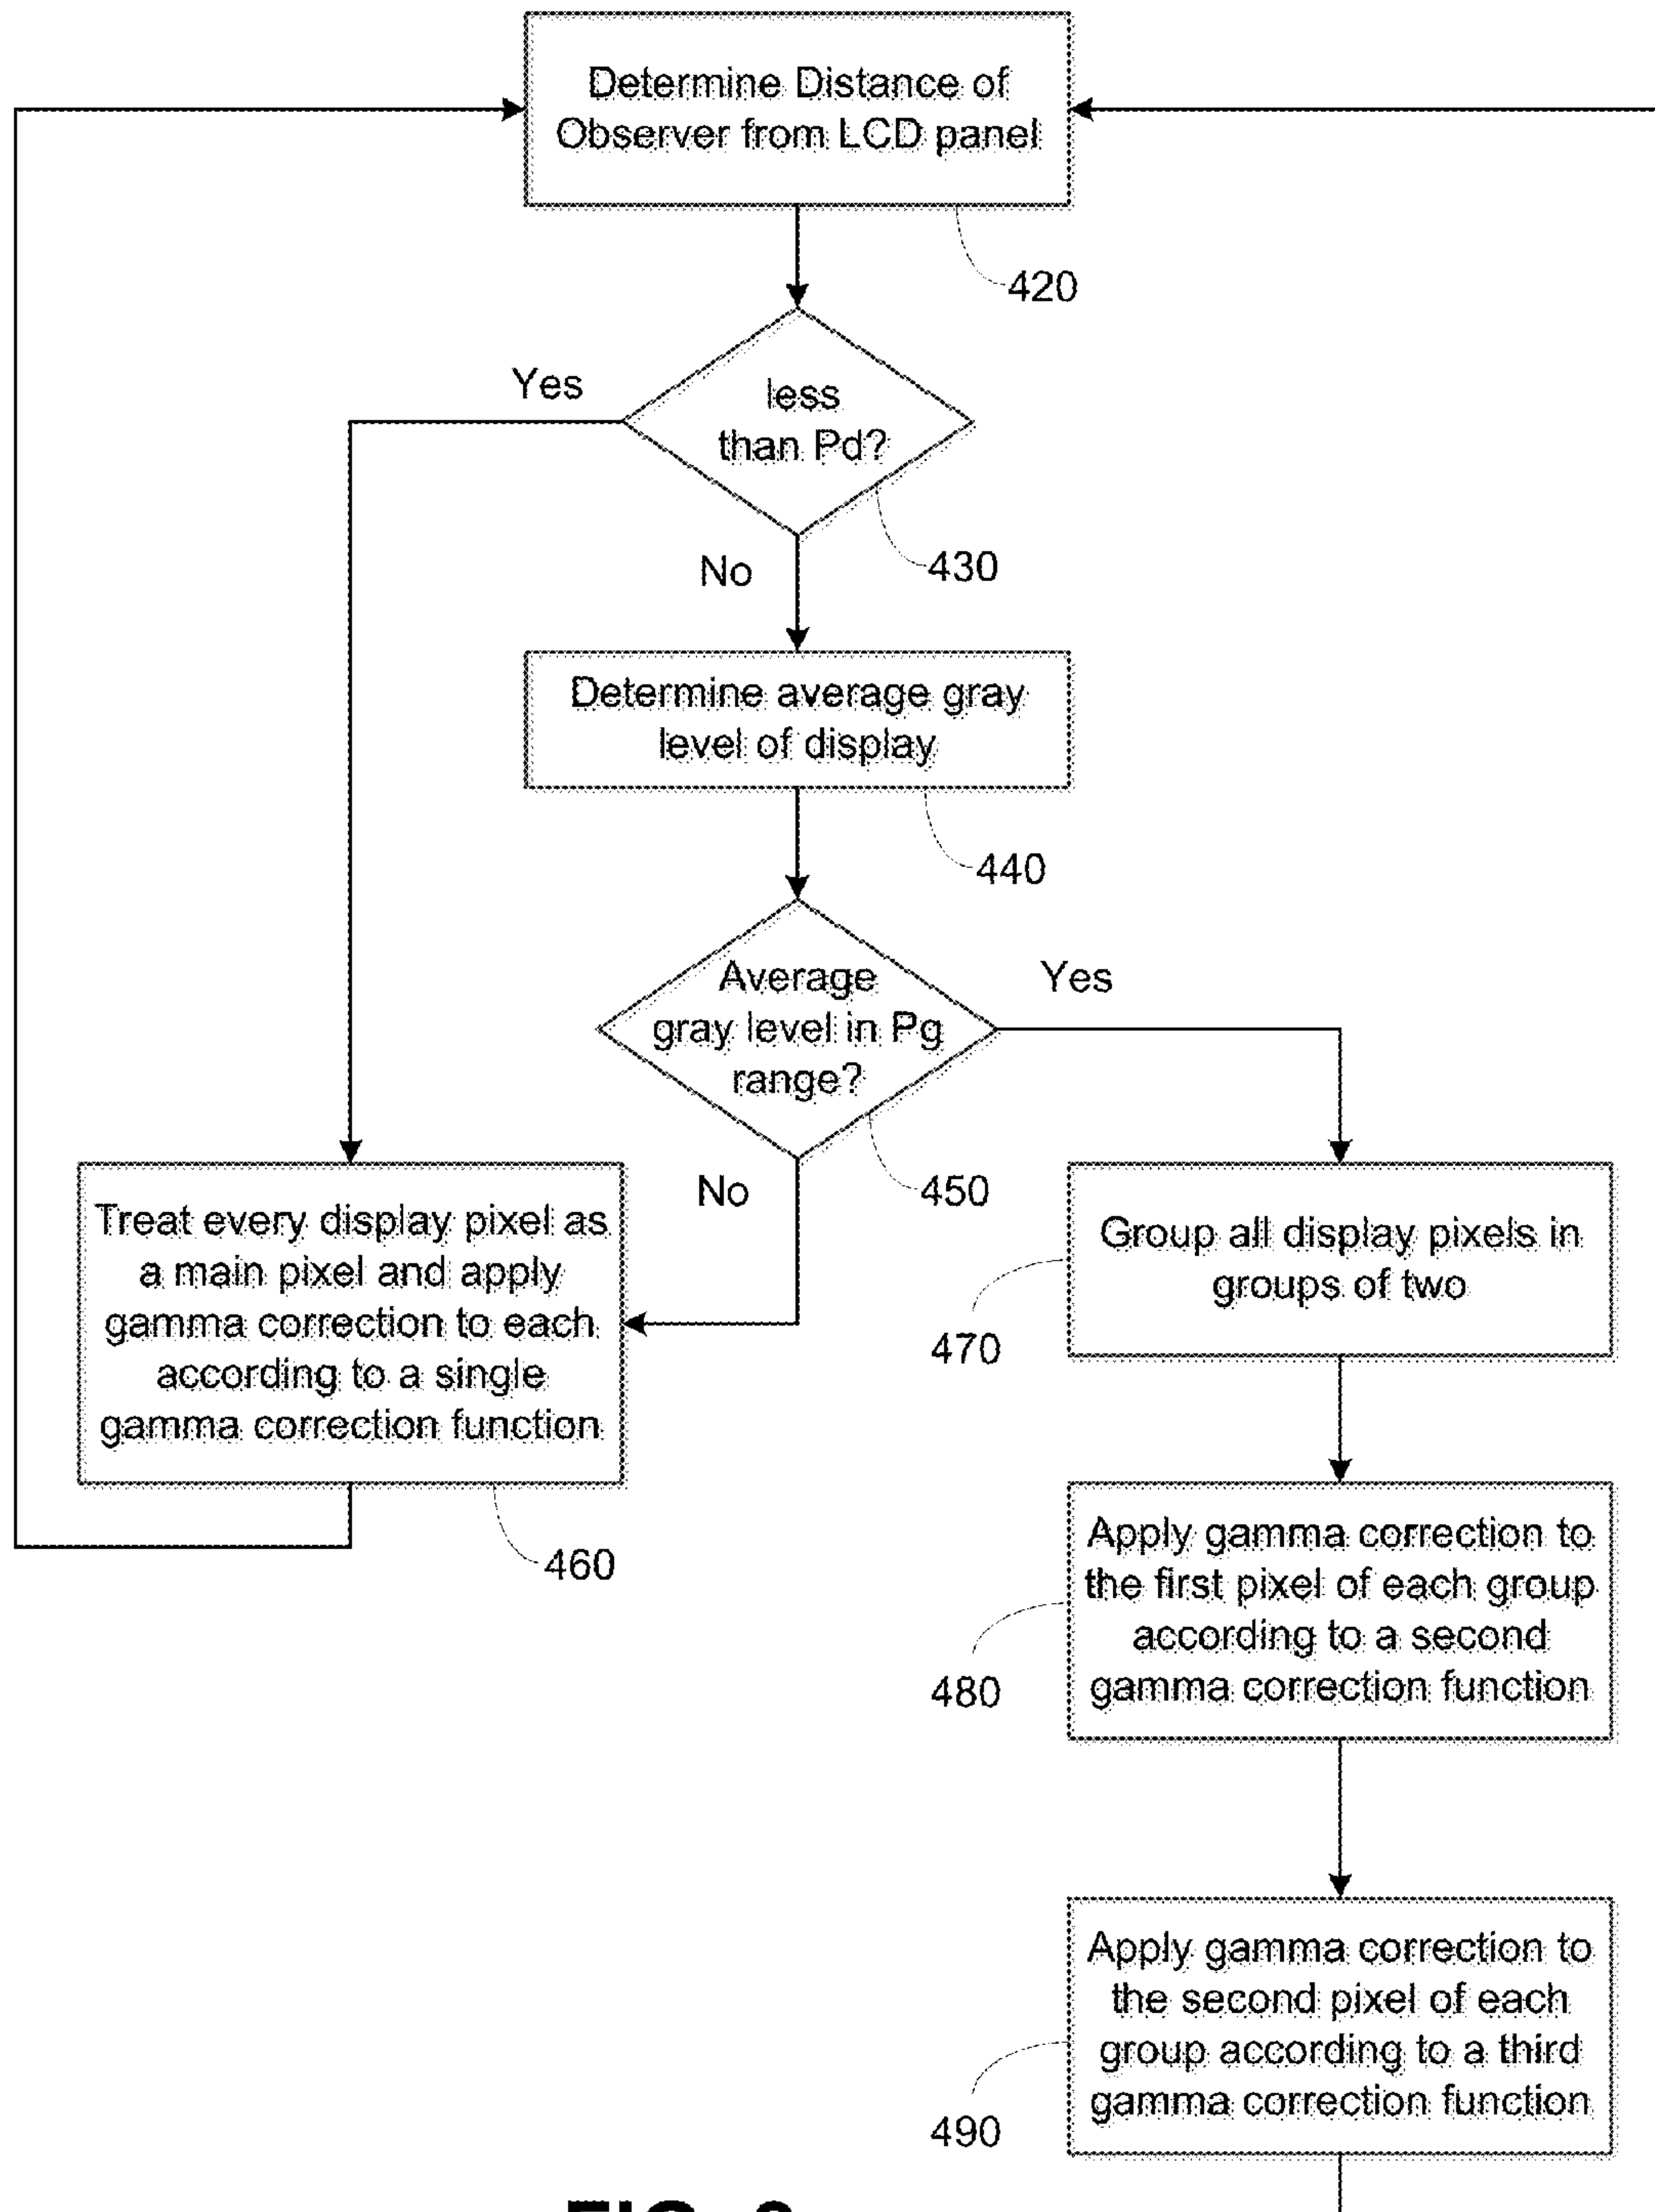 Determine Distance of
Observer from LCD panel
420
less
than Pd?
Yes
No
430
Determine average gray
level of display
440
Average
gray level in Pg
range?
Yes
No
450
Treat every display pixel as
a main pixel and apply
gamma correction to each
according to a single
gamma correction function
460
Group all display pixels in
groups of two
470
Apply gamma correction to
the first pixel of each group
according to a second
gamma correction function
480
Apply gamma correction to
the second pixel of each
group according to a third
gamma correction function
490
FIG.